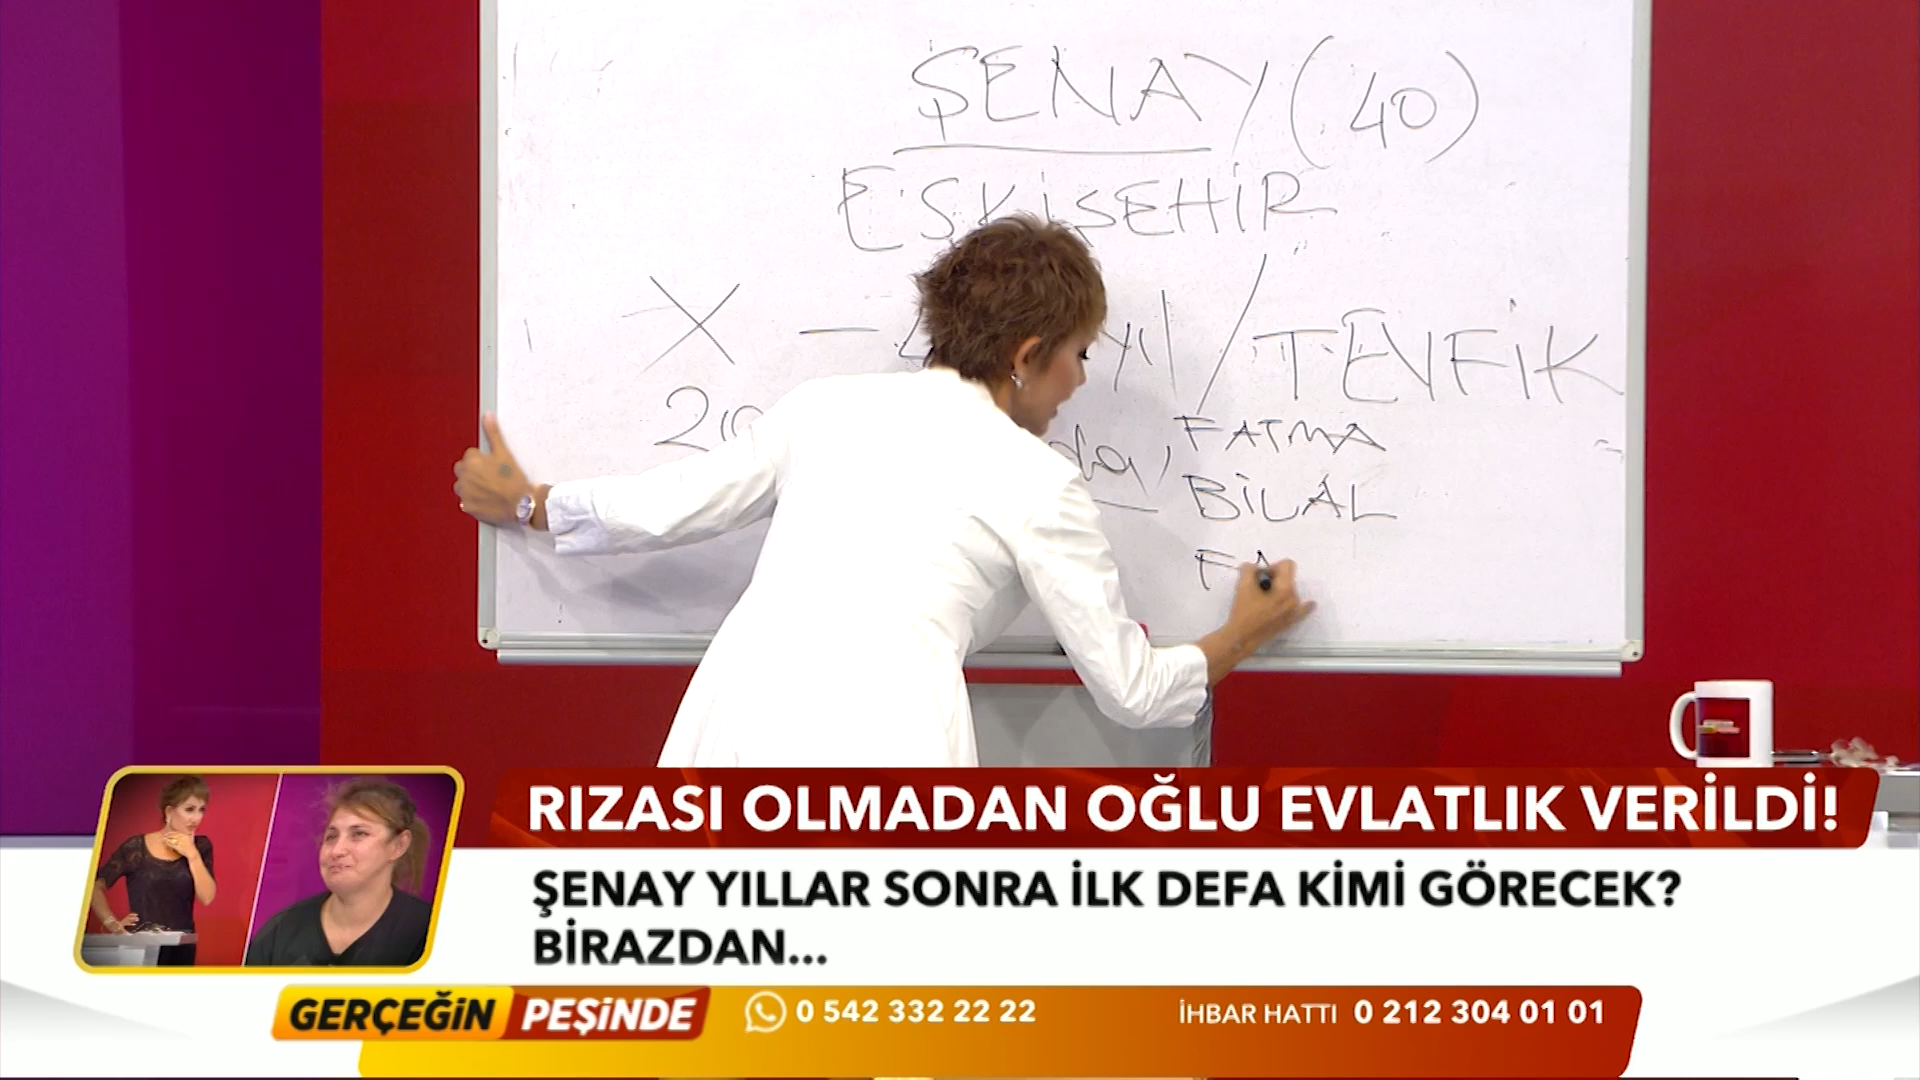 ŞENAY (40)
ESKİŞEHİR
X - yıl / TEVFİK
FATMA
BİLAL
FA
RIZASI OLMADAN OĞLU EVLATLIK VERİLDİ!
ŞENAY YILLAR SONRA İLK DEFA KİMİ GÖRECEK?
BİRAZDAN...
GERÇEĞİN PEŞİNDE 0 542 332 22 22 İHBAR HATTI 0 212 304 01 01